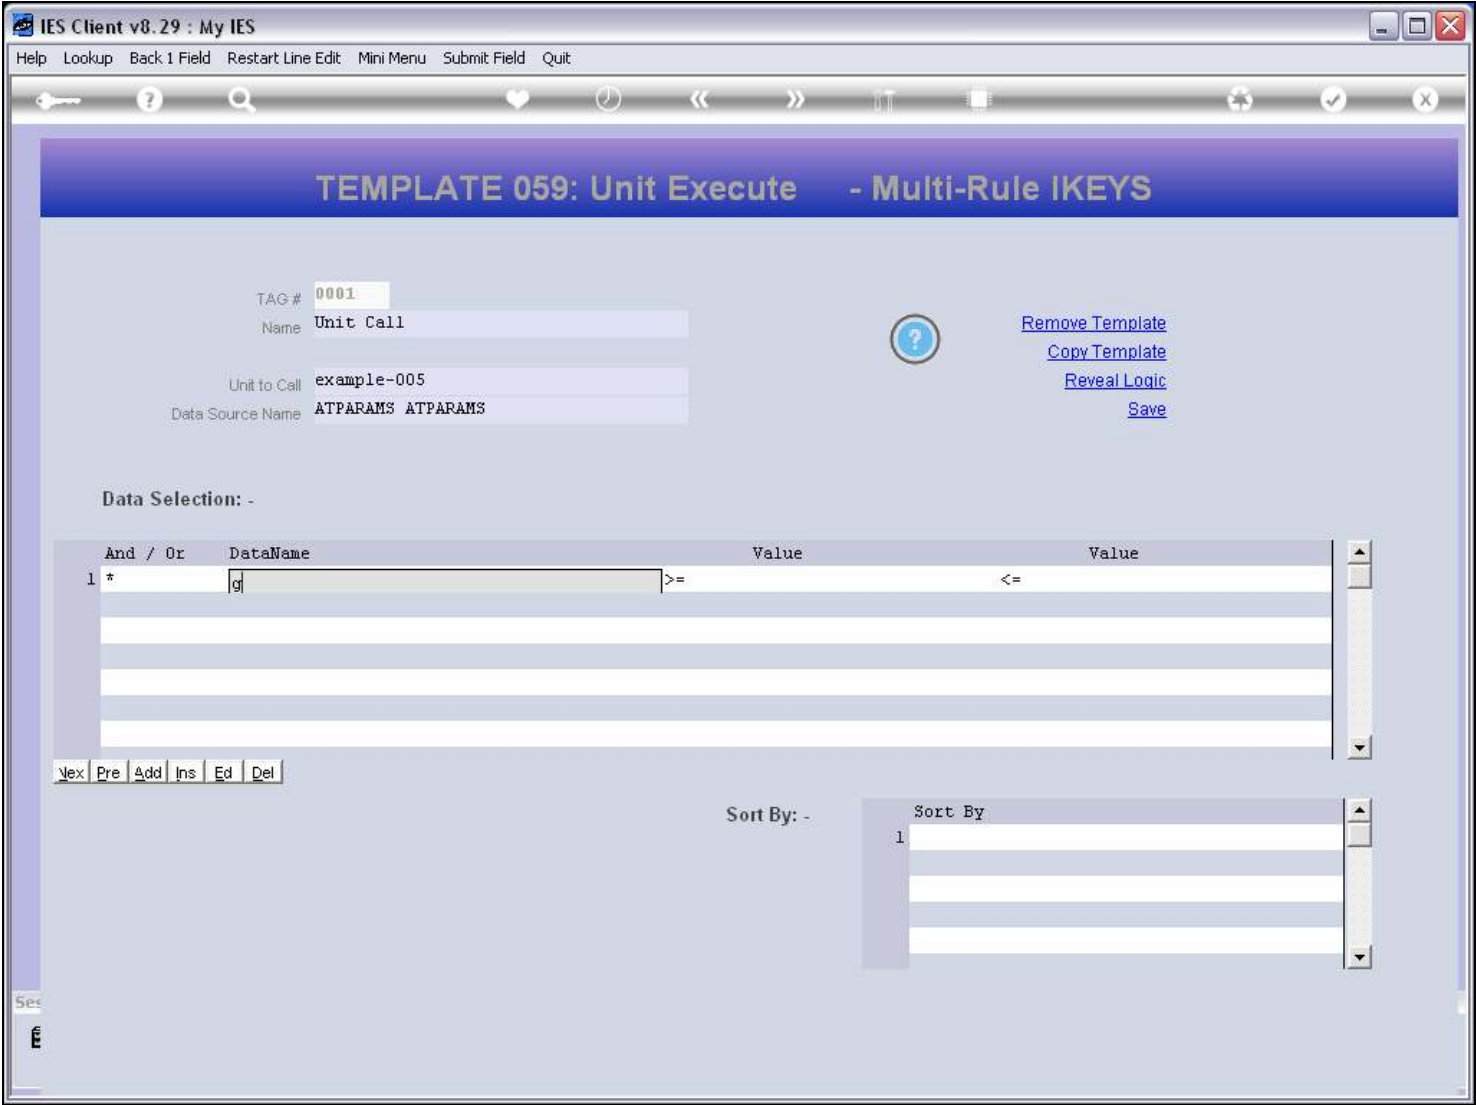 IES Client v8.29 : My IES
Help Lookup Back 1 Field Restart Line Edit Mini Menu Submit Field Quit
TEMPLATE 059: Unit Execute - Multi-Rule IKEYS
TAG # 0001
Name Unit Call
Remove Template
Copy Template
Unit to Call example-005
Reveal Logic
Data Source Name ATPARAMS ATPARAMS
Save
Data Selection: -
And / Or DataName Value Value
1 * g >= <=
Nex Pre Add Ins Ed Del
Sort By: -
Sort By
1
Ses